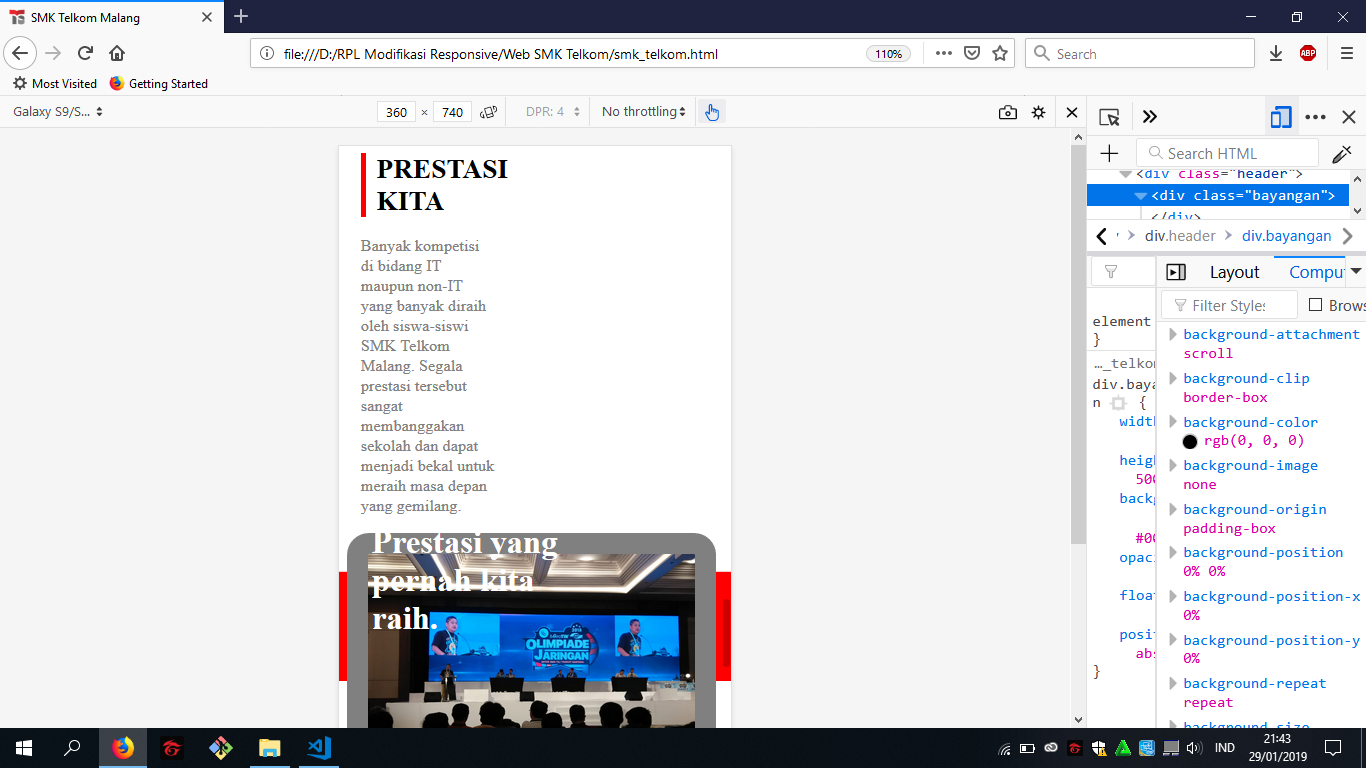 SMK Telkom Malang
file:///D:/RPL Modifikasi Responsive/Web SMK Telkom/smk_telkom.html
110%
Search
ABP
Most Visited
Getting Started
Galaxy S9/S...
360 × 740
DPR: 4
No throttling
Search HTML
<div class="header">
<div class="bayangan">
</div>
div.header
div.bayangan
Layout
Compu
Filter Styles
Brows
element
}
…_telkom
div.baya
n {
width
heigh
500
backg
#00
opac
float
posit
abs
}
background-attachment
scroll
background-clip
border-box
background-color
rgb(0, 0, 0)
background-image
none
background-origin
padding-box
background-position
0% 0%
background-position-x
0%
background-position-y
0%
background-repeat
repeat
background-size
PRESTASI
KITA
Banyak kompetisi
di bidang IT
maupun non-IT
yang banyak diraih
oleh siswa-siswi
SMK Telkom
Malang. Segala
prestasi tersebut
sangat
membanggakan
sekolah dan dapat
menjadi bekal untuk
meraih masa depan
yang gemilang.
Prestasi yang
pernah kita
raih.
OLIMPIADE
JARINGAN
IND
21:43
29/01/2019